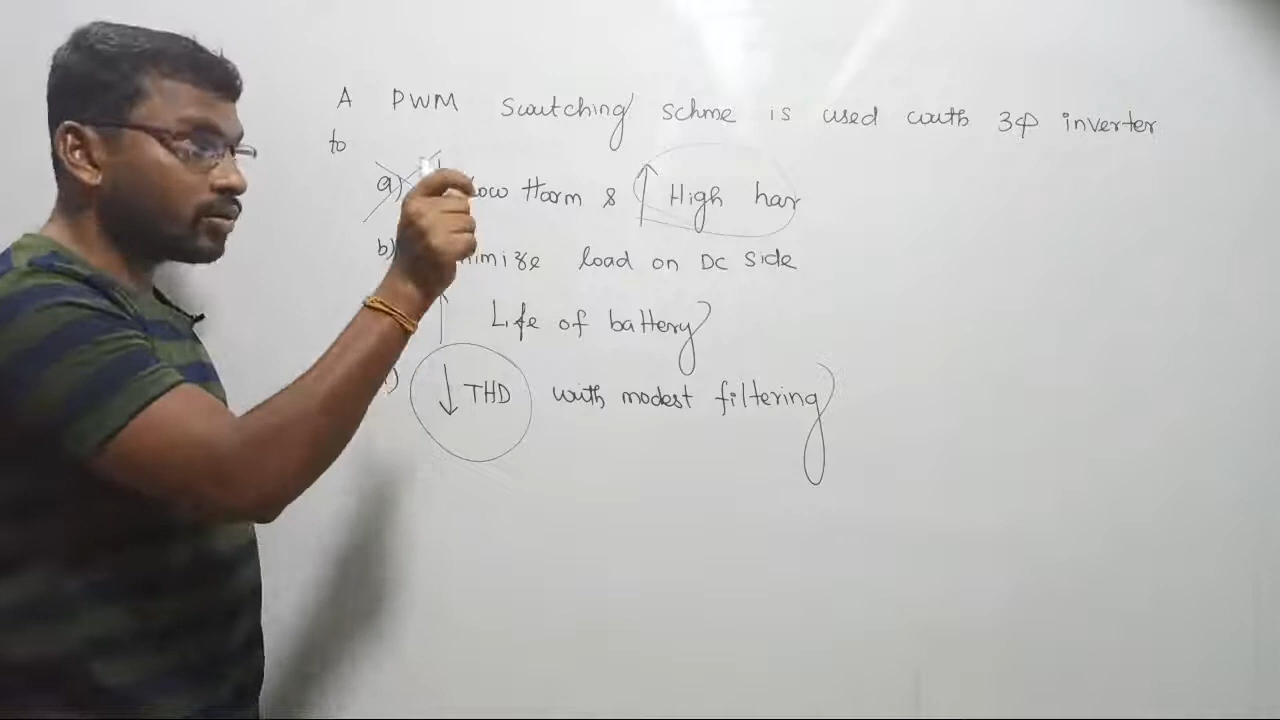 A PWM switching schme is used with 3φ inverter
to
a) low Harm & ↑ High har
b) load on DC side
↑ Life of battery
) ↓ THD with modest filtering